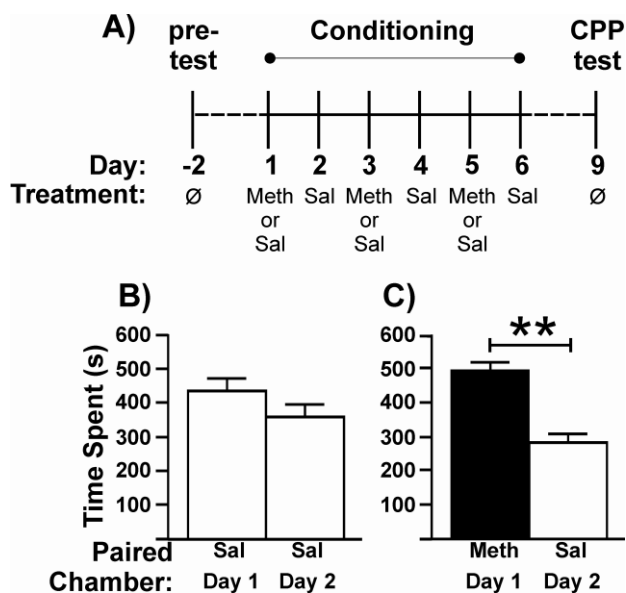 A)
pre-
test
Conditioning
CPP
test
Day: -2 1 2 3 4 5 6 9
Treatment: Ø Meth Sal Meth Sal Meth Sal Ø
or or or
Sal Sal Sal
B)
C)
Time Spent (s)
600
500
400
300
200
100
600
500
400
300
200
100
**
Paired Sal Sal Meth Sal
Chamber: Day 1 Day 2 Day 1 Day 2